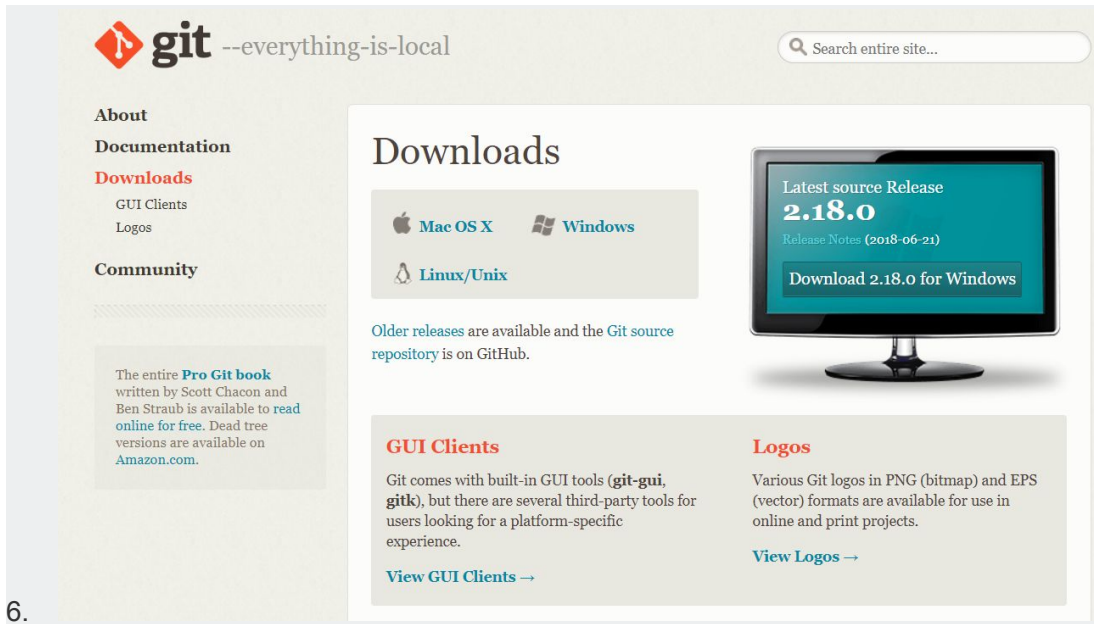 git --everything-is-local
Search entire site...
About
Documentation
Downloads
GUI Clients
Logos
Community
The entire Pro Git book
written by Scott Chacon and
Ben Straub is available to read
online for free. Dead tree
versions are available on
Amazon.com.
Downloads
Mac OS X
Windows
Linux/Unix
Older releases are available and the Git source
repository is on GitHub.
Latest source Release
2.18.0
Release Notes (2018-06-21)
Download 2.18.0 for Windows
GUI Clients
Git comes with built-in GUI tools (git-gui,
gitk), but there are several third-party tools for
users looking for a platform-specific
experience.
View GUI Clients →
Logos
Various Git logos in PNG (bitmap) and EPS
(vector) formats are available for use in
online and print projects.
View Logos →
6.